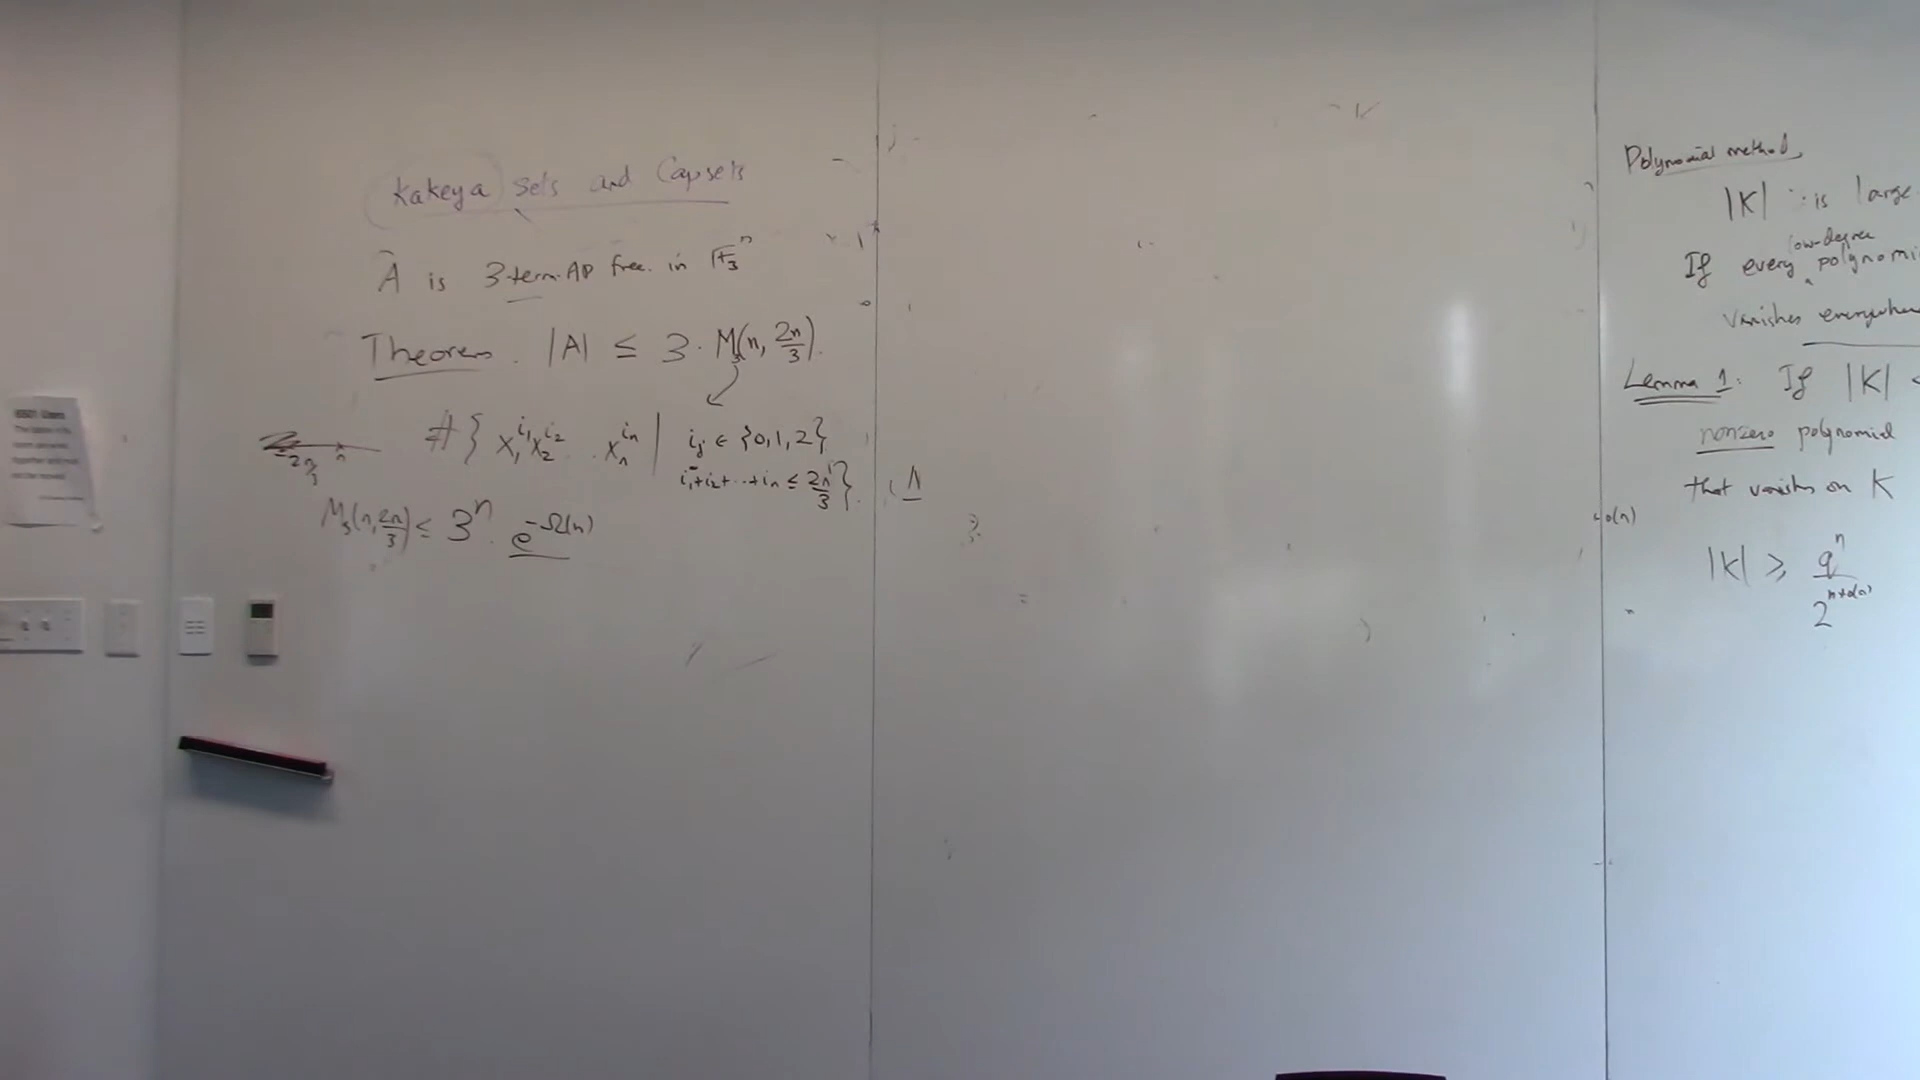 Kakeya Sets and Capsets
A is 3-term AP free. in F₃ⁿ
Theorem. |A| ≤ 3 · M₃(n, 2n/3).
# { x₁^{i₁} x₂^{i₂} .. xₙ^{iₙ} | i_j ∈ {0,1,2}
i₁+i₂+...+iₙ ≤ 2n/3 }.
M₃(n, 2n/3) ≤ 3ⁿ · e^{-Ω(n)}
Polynomial method
|K| is large.
low-degree
If every polynomi
vanishes everywhere
Lemma 1: If |K| <
nonzero polynomial
that vanishes on K
|K| ≥ qⁿ / 2^{n+o(n)}